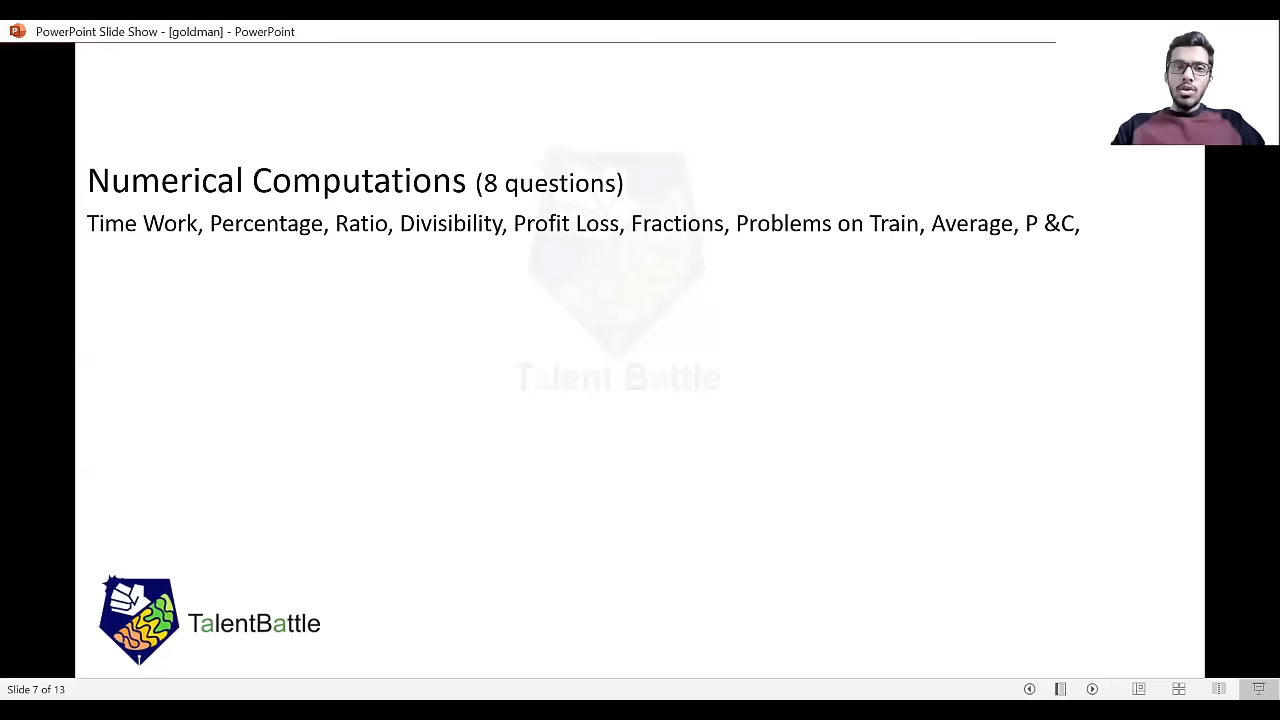 PowerPoint Slide Show - [goldman] - PowerPoint
Numerical Computations (8 questions)
Time Work, Percentage, Ratio, Divisibility, Profit Loss, Fractions, Problems on Train, Average, P &C,
Talent Battle
TalentBattle
Slide 7 of 13